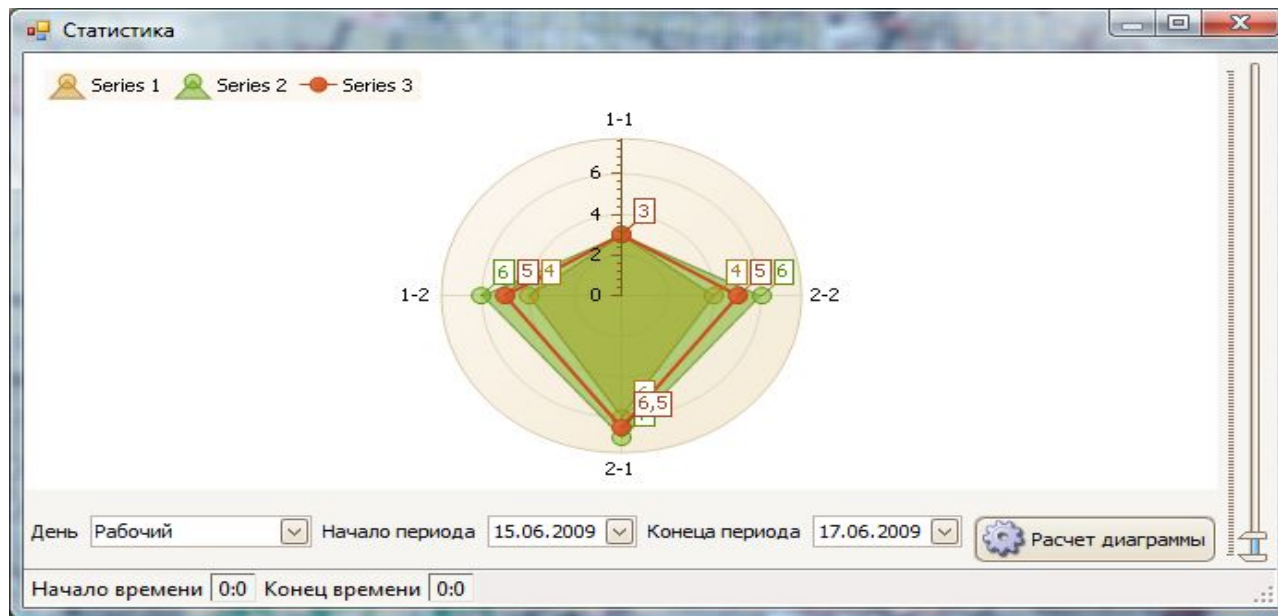 Статистика
Series 1 Series 2 Series 3
1-1
6
4 3
2
6 5 4 4 5 6
1-2 0 2-2
6,5
2-1
День Рабочий Начало периода 15.06.2009 Конеца периода 17.06.2009 Расчет диаграммы
Начало времени 0:0 Конец времени 0:0